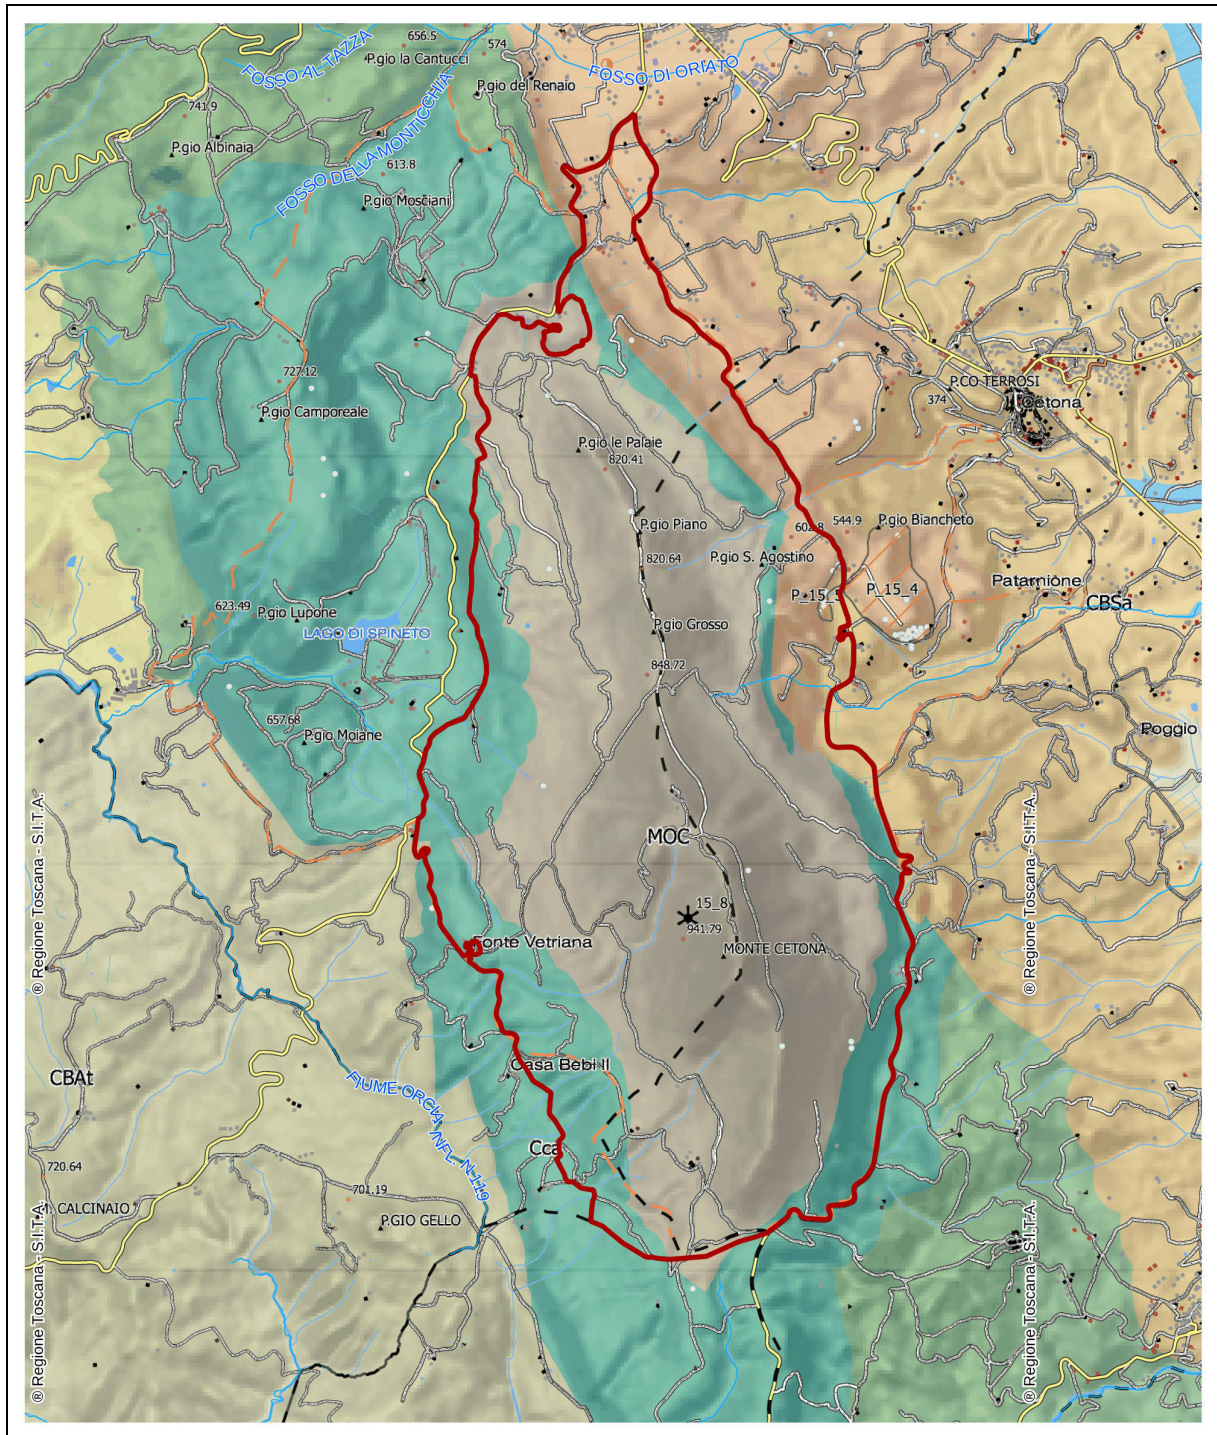 656.5
574
FOSSO AL TAZZA
P.gio la Cantucci
FOSSO DI ORIATO
P.gio del Renaio
741.9
P.gio Albinaia
FOSSO DELLA MONTICCHIA
613.8
P.gio Mosciani
727.12
P.gio Camporeale
P.CO TERROSI
374
Cetona
P.gio le Palaie
820.41
P.gio Piano
602.8
544.9
P.gio Biancheto
820.64
P.gio S. Agostino
Patarnione
P_15_5
P_15_4
CBSa
623.49
P.gio Lupone
LAGO DI SPINETO
P.gio Grosso
848.72
657.68
P.gio Moiane
Poggio
MOC
15_8
941.79
MONTE CETONA
Fonte Vetriana
® Regione Toscana - S.I.T.A.
® Regione Toscana - S.I.T.A.
Casa Bebi II
CBAt
FIUME ORCIA INFL. N 119
Cca
720.64
701.19
M. CALCINAIO
P.GIO GELLO
® Regione Toscana - S.I.T.A.
® Regione Toscana - S.I.T.A.